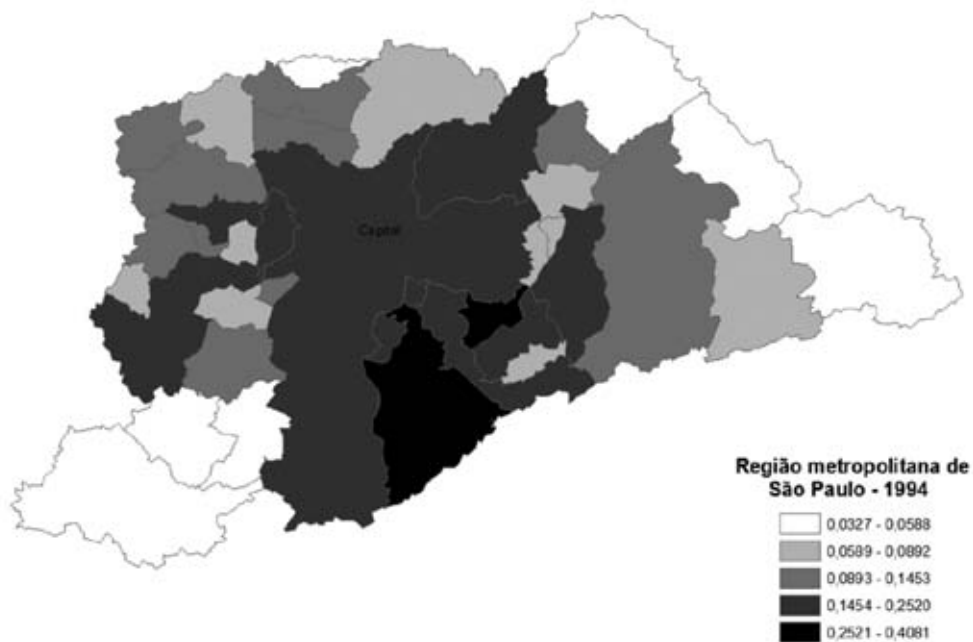 Capital
Região metropolitana de
São Paulo - 1994
0,0327 - 0,0588
0,0589 - 0,0892
0,0893 - 0,1453
0,1454 - 0,2520
0,2521 - 0,4081